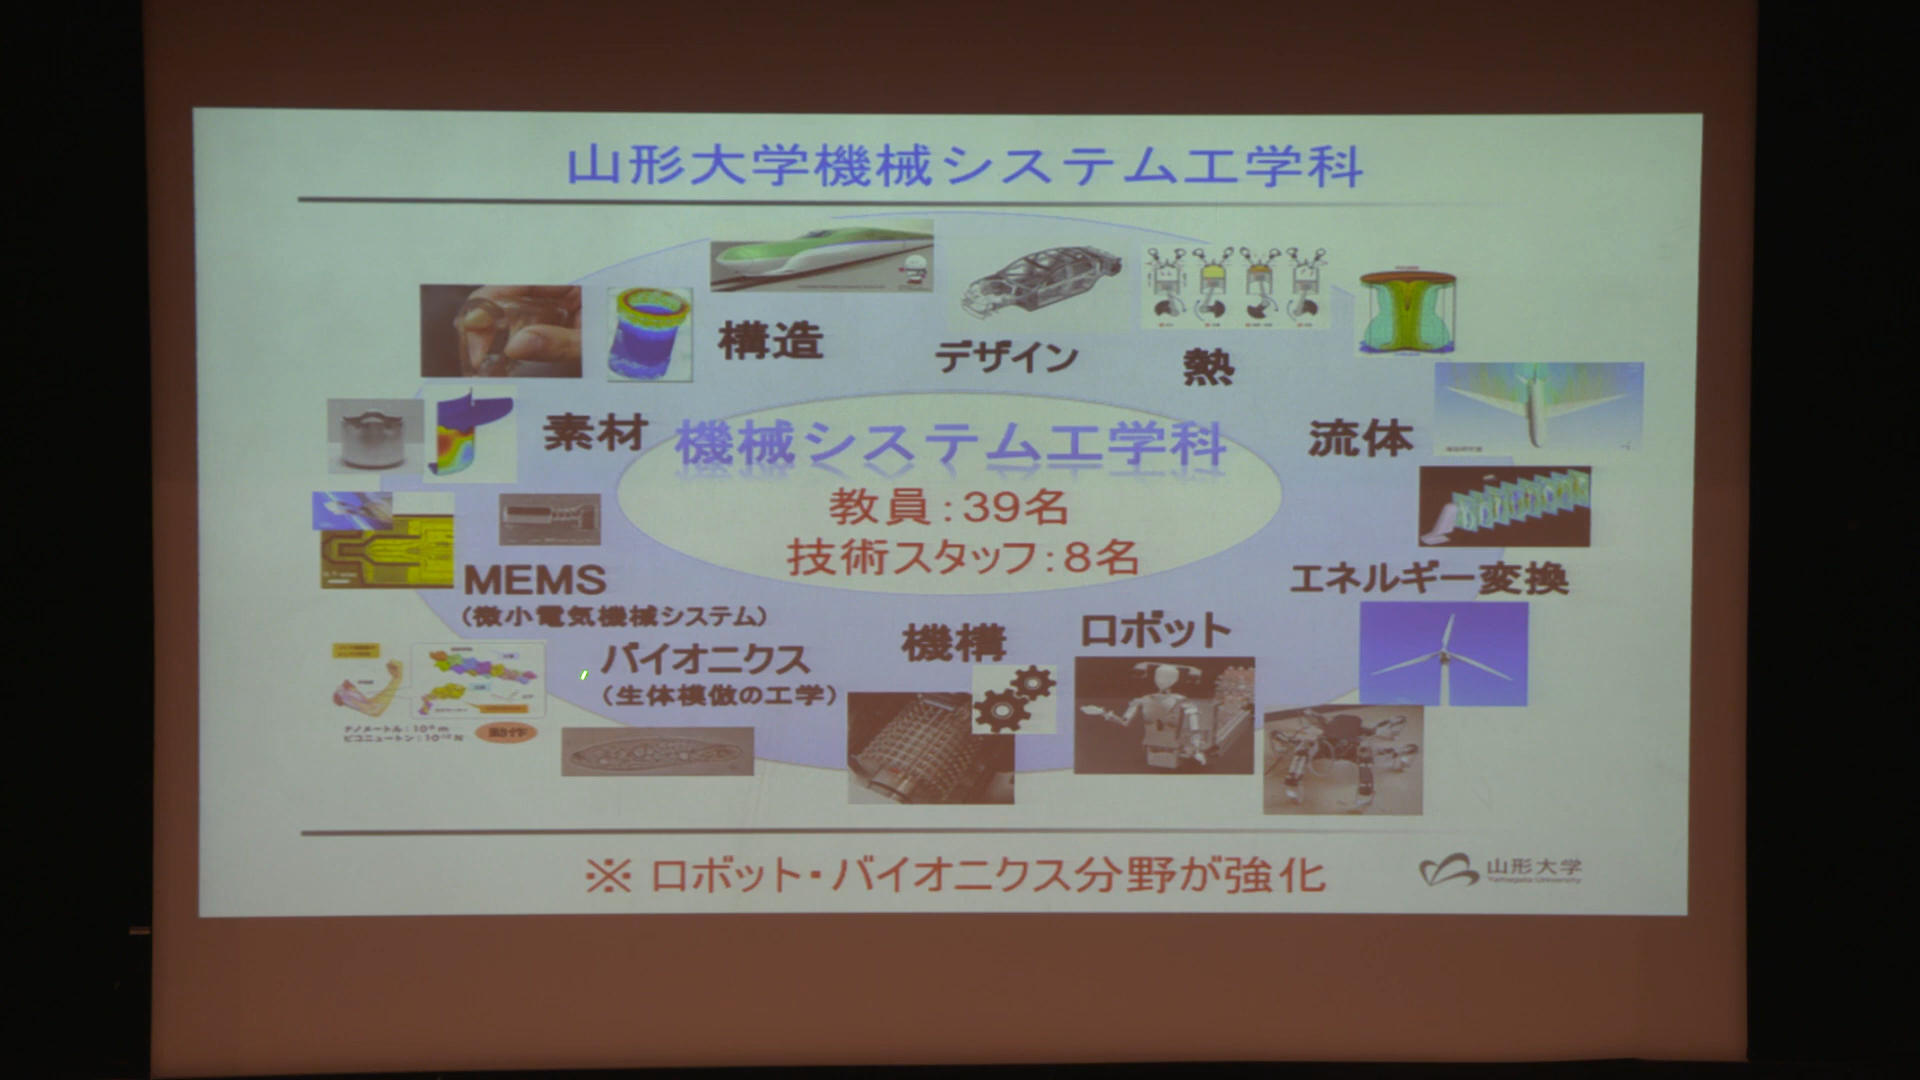 山形大学機械システム工学科
構造
デザイン
熱
素材
機械システム工学科
流体
教員:39名
技術スタッフ:8名
MEMS
(微小電気機械システム)
エネルギー変換
バイオニクス
(生体模倣の工学)
機構
ロボット
ナノメートル:10⁻⁹ m
ピコニュートン:10⁻¹² N
※ ロボット・バイオニクス分野が強化
山形大学
Yamagata University